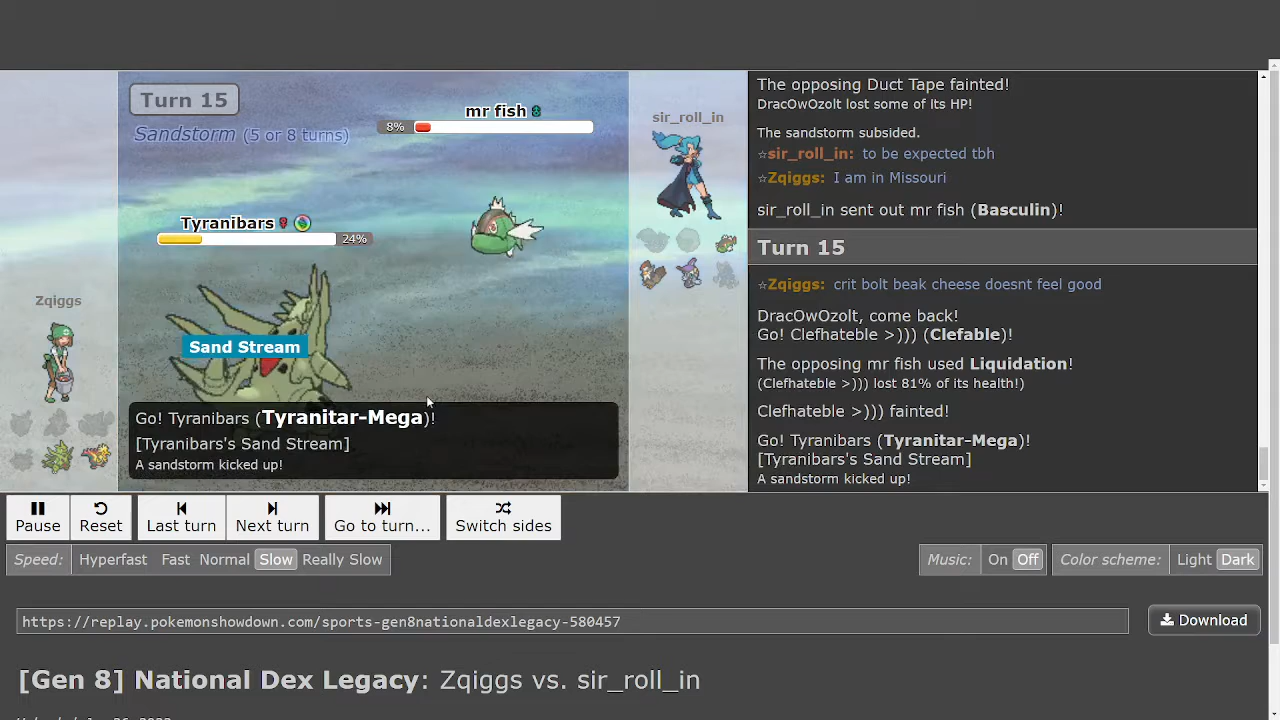 Turn 15
Sandstorm (5 or 8 turns)
mr fish
8%
Tyranibars
24%
Sand Stream
Go! Tyranibars (Tyranitar-Mega)!
[Tyranibars's Sand Stream]
A sandstorm kicked up!
Zqiggs
sir_roll_in
The opposing Duct Tape fainted!
DracOwOzolt lost some of its HP!
The sandstorm subsided.
☆sir_roll_in: to be expected tbh
☆Zqiggs: I am in Missouri
sir_roll_in sent out mr fish (Basculin)!
Turn 15
☆Zqiggs: crit bolt beak cheese doesnt feel good
DracOwOzolt, come back!
Go! Clefhateble >))) (Clefable)!
The opposing mr fish used Liquidation!
(Clefhateble >))) lost 81% of its health!)
Clefhateble >))) fainted!
Go! Tyranibars (Tyranitar-Mega)!
[Tyranibars's Sand Stream]
A sandstorm kicked up!
Pause Reset Last turn Next turn Go to turn... Switch sides
Speed: Hyperfast Fast Normal Slow Really Slow
Music: On Off Color scheme: Light Dark
https://replay.pokemonshowdown.com/sports-gen8nationaldexlegacy-580457
Download
[Gen 8] National Dex Legacy: Zqiggs vs. sir_roll_in